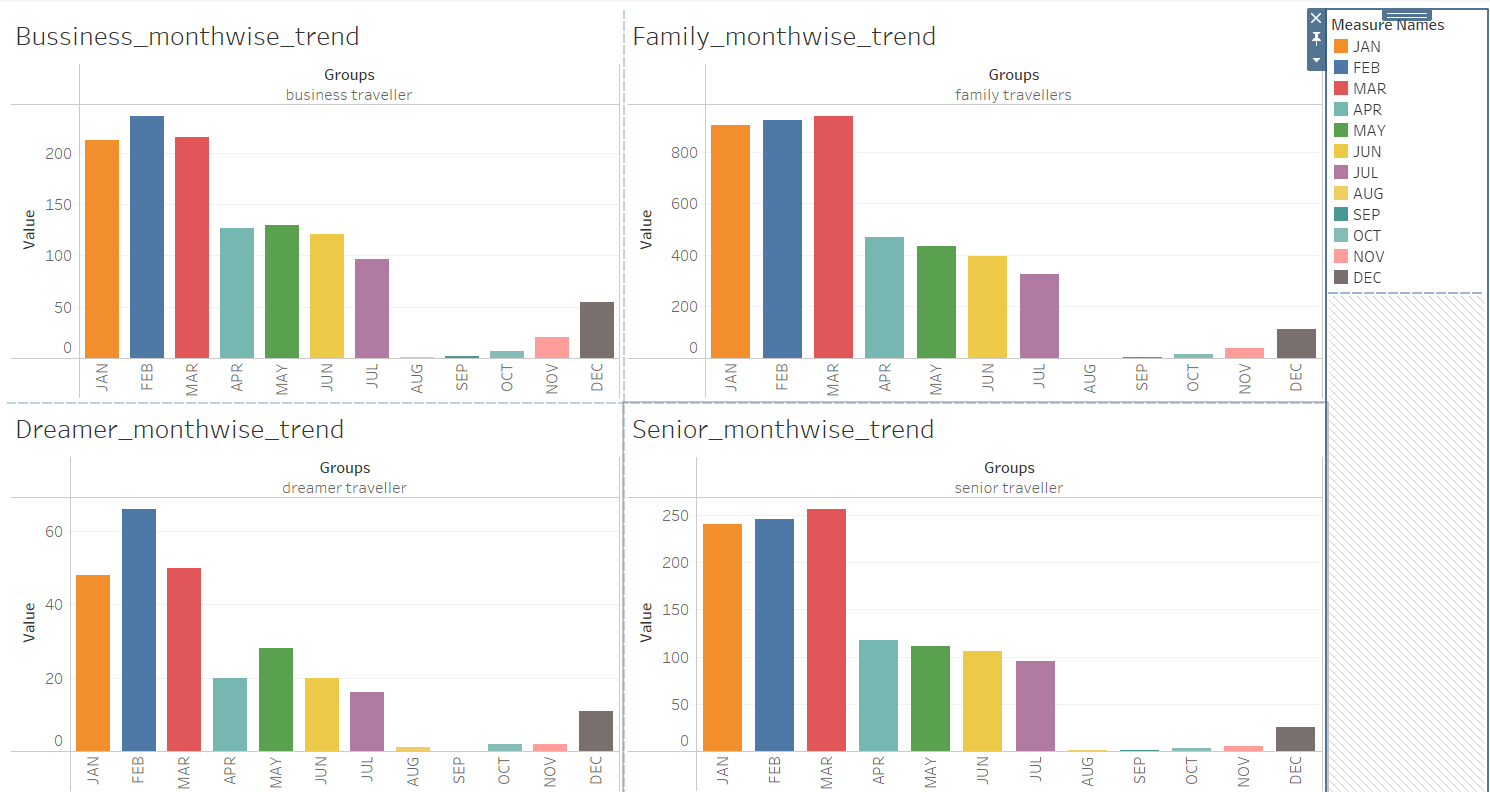 Bussiness_monthwise_trend
Groups
business traveller
Value
200
150
100
50
0
JAN FEB MAR APR MAY JUN JUL AUG SEP OCT NOV DEC
Family_monthwise_trend
Groups
family travellers
Value
800
600
400
200
0
JAN FEB MAR APR MAY JUN JUL AUG SEP OCT NOV DEC
Measure Names
JAN
FEB
MAR
APR
MAY
JUN
JUL
AUG
SEP
OCT
NOV
DEC
Dreamer_monthwise_trend
Groups
dreamer traveller
Value
60
40
20
0
JAN FEB MAR APR MAY JUN JUL AUG SEP OCT NOV DEC
Senior_monthwise_trend
Groups
senior traveller
Value
250
200
150
100
50
0
JAN FEB MAR APR MAY JUN JUL AUG SEP OCT NOV DEC